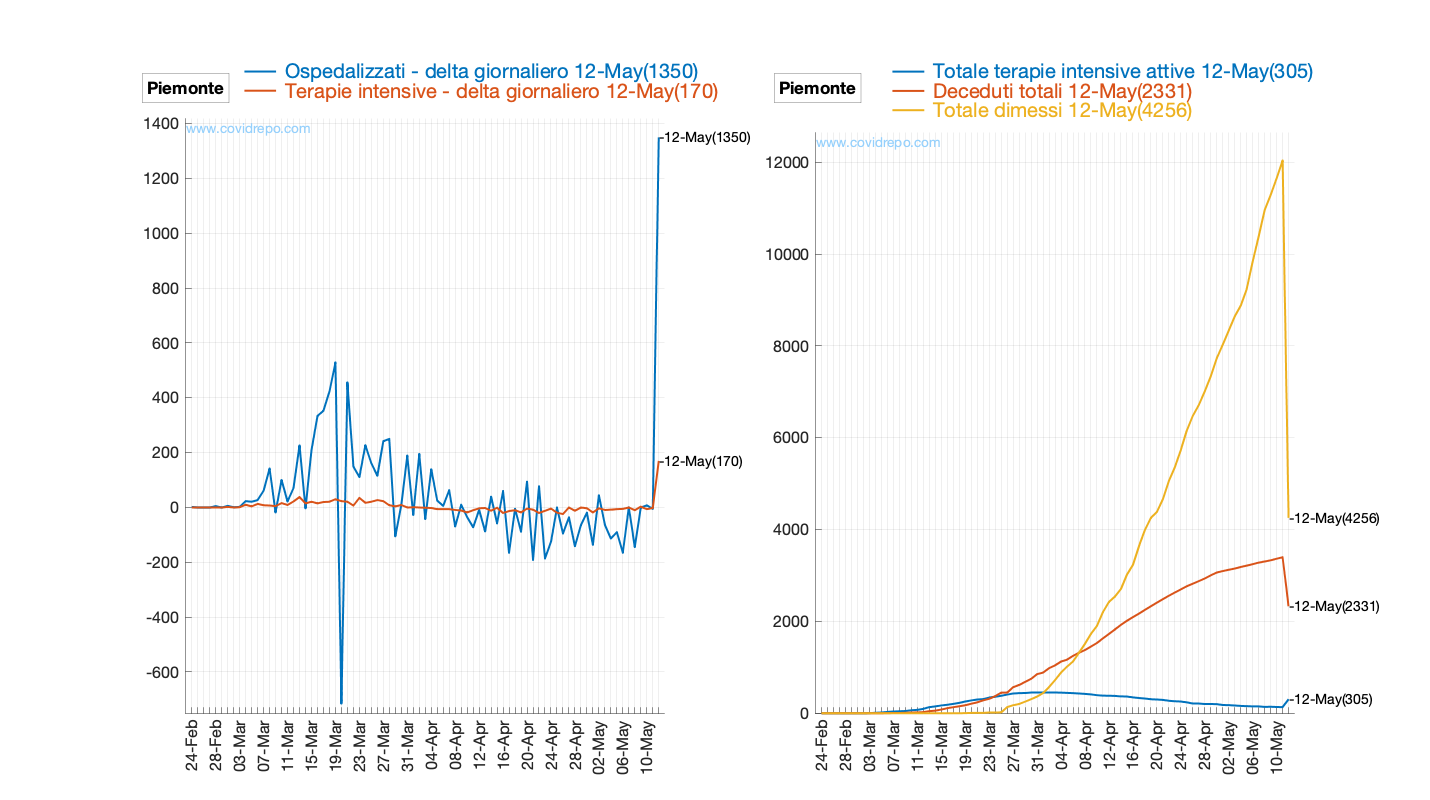 Piemonte
Ospedalizzati - delta giornaliero 12-May(1350)
Terapie intensive - delta giornaliero 12-May(170)
www.covidrepo.com
1400
1200
1000
800
600
400
200
0
-200
-400
-600
12-May(1350)
12-May(170)
24-Feb
28-Feb
03-Mar
07-Mar
11-Mar
15-Mar
19-Mar
23-Mar
27-Mar
31-Mar
04-Apr
08-Apr
12-Apr
16-Apr
20-Apr
24-Apr
28-Apr
02-May
06-May
10-May
Piemonte
Totale terapie intensive attive 12-May(305)
Deceduti totali 12-May(2331)
Totale dimessi 12-May(4256)
www.covidrepo.com
12000
10000
8000
6000
4000
2000
0
12-May(4256)
12-May(2331)
12-May(305)
24-Feb
28-Feb
03-Mar
07-Mar
11-Mar
15-Mar
19-Mar
23-Mar
27-Mar
31-Mar
04-Apr
08-Apr
12-Apr
16-Apr
20-Apr
24-Apr
28-Apr
02-May
06-May
10-May